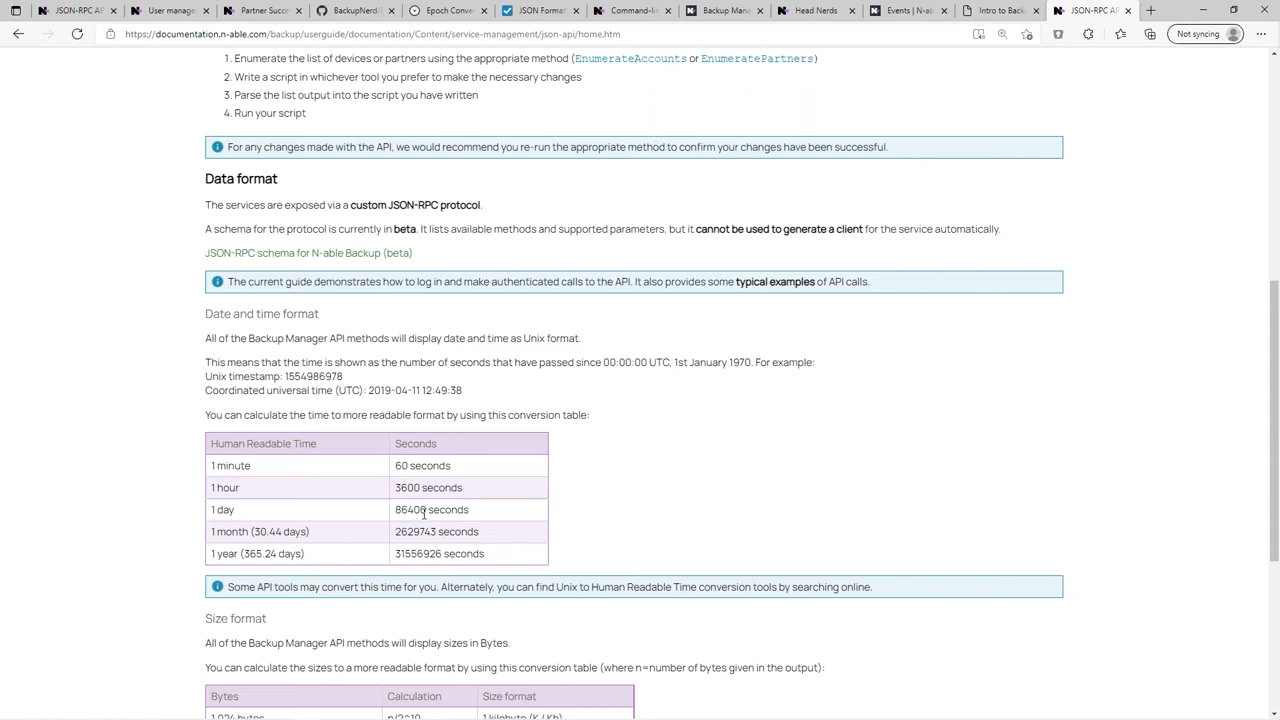 JSON-RPC AP
User manage
Partner Succe
BackupNerd/
Epoch Conver
JSON Format
Command-lin
Backup Mana
Head Nerds
Events | N-ab
Intro to Backu
JSON-RPC AP
https://documentation.n-able.com/backup/userguide/documentation/Content/service-management/json-api/home.htm
Not syncing
1. Enumerate the list of devices or partners using the appropriate method (EnumerateAccounts or EnumeratePartners)
2. Write a script in whichever tool you prefer to make the necessary changes
3. Parse the list output into the script you have written
4. Run your script
For any changes made with the API, we would recommend you re-run the appropriate method to confirm your changes have been successful.
Data format
The services are exposed via a custom JSON-RPC protocol.
A schema for the protocol is currently in beta. It lists available methods and supported parameters, but it cannot be used to generate a client for the service automatically.
JSON-RPC schema for N-able Backup (beta)
The current guide demonstrates how to log in and make authenticated calls to the API. It also provides some typical examples of API calls.
Date and time format
All of the Backup Manager API methods will display date and time as Unix format.
This means that the time is shown as the number of seconds that have passed since 00:00:00 UTC, 1st January 1970. For example:
Unix timestamp: 1554986978
Coordinated universal time (UTC): 2019-04-11 12:49:38
You can calculate the time to more readable format by using this conversion table:
Human Readable Time Seconds
1 minute 60 seconds
1 hour 3600 seconds
1 day 86400 seconds
1 month (30.44 days) 2629743 seconds
1 year (365.24 days) 31556926 seconds
Some API tools may convert this time for you. Alternately, you can find Unix to Human Readable Time conversion tools by searching online.
Size format
All of the Backup Manager API methods will display sizes in Bytes.
You can calculate the sizes to a more readable format by using this conversion table (where n=number of bytes given in the output):
Bytes Calculation Size format
1 024 bytes n/2^10 1 kilobyte (K / Kb)